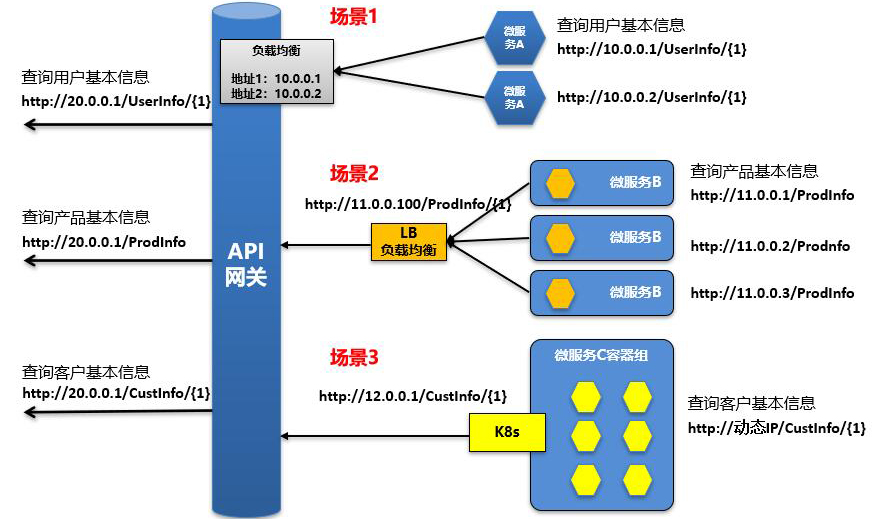 场景1
负载均衡
地址1：10.0.0.1
地址2：10.0.0.2
微服
务A
查询用户基本信息
http://10.0.0.1/UserInfo/{1}
微服
务A
http://10.0.0.2/UserInfo/{1}
查询用户基本信息
http://20.0.0.1/UserInfo/{1}
场景2
http://11.0.0.100/ProdInfo/{1}
LB
负载均衡
微服务B
查询产品基本信息
http://11.0.0.1/ProdInfo
微服务B
http://11.0.0.2/Prodnfo
微服务B
http://11.0.0.3/ProdInfo
查询产品基本信息
http://20.0.0.1/ProdInfo
API
网关
场景3
http://12.0.0.1/CustInfo/{1}
K8s
微服务C容器组
查询客户基本信息
http://动态IP/CustInfo/{1}
查询客户基本信息
http://20.0.0.1/CustInfo/{1}